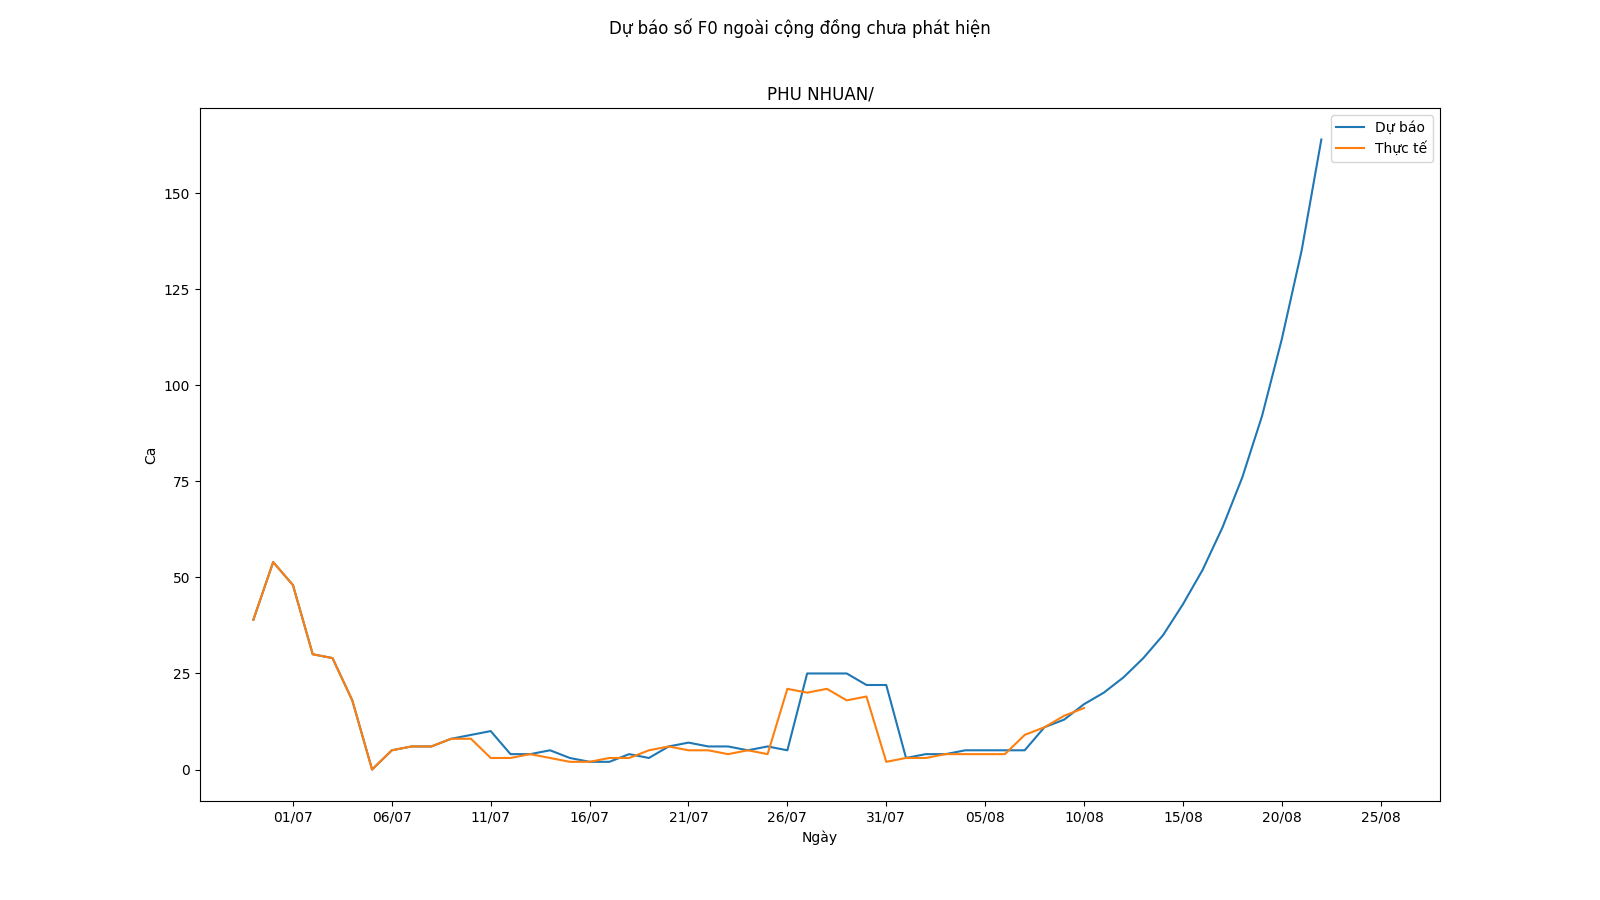 Dự báo số F0 ngoài cộng đồng chưa phát hiện
PHU NHUAN/
Dự báo
Thực tế
150
125
100
75
50
25
0
Ca
01/07 06/07 11/07 16/07 21/07 26/07 31/07 05/08 10/08 15/08 20/08 25/08
Ngày